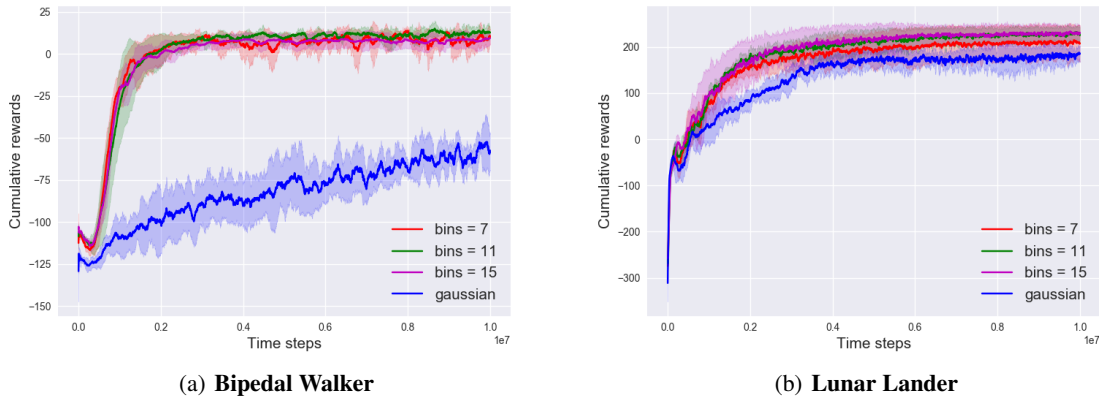 25
0
−25
−50
−75
−100
−125
−150
Cumulative rewards
bins = 7
bins = 11
bins = 15
gaussian
0.0 0.2 0.4 0.6 0.8 1.0
1e7
Time steps
(a) Bipedal Walker
200
100
0
−100
−200
−300
Cumulative rewards
bins = 7
bins = 11
bins = 15
gaussian
0.0 0.2 0.4 0.6 0.8 1.0
1e7
Time steps
(b) Lunar Lander